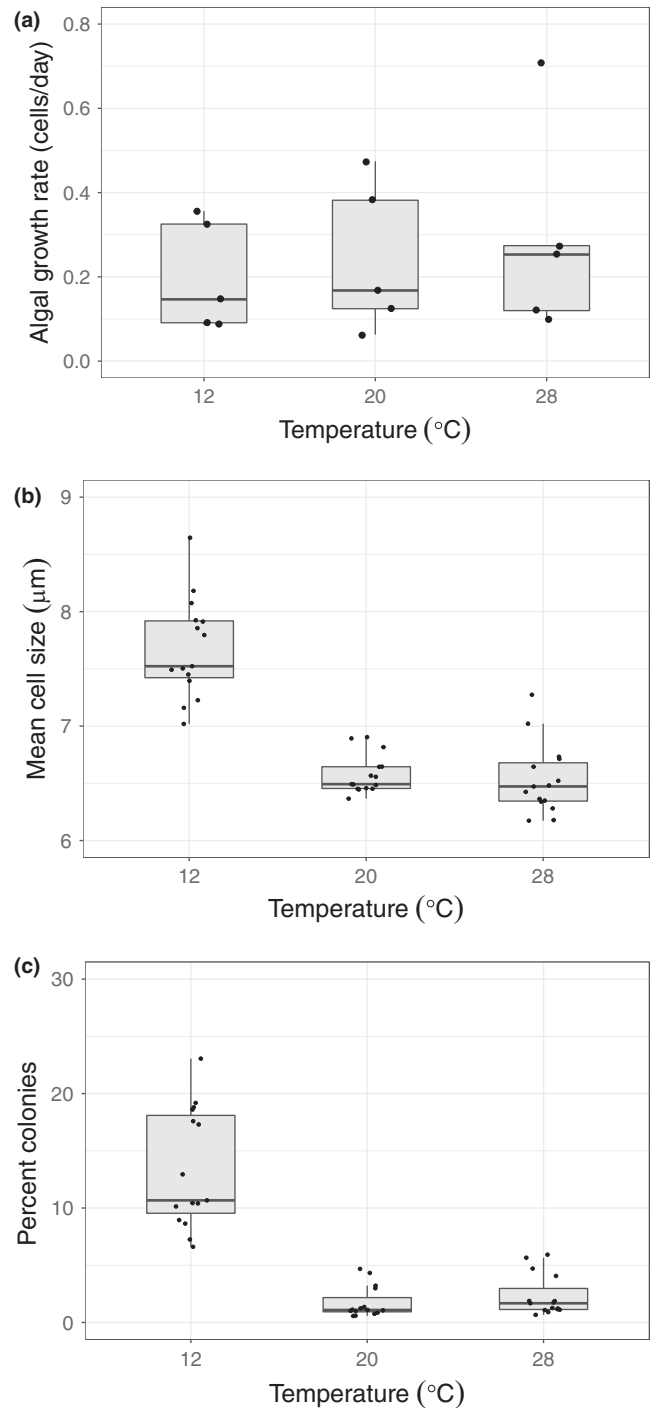 (a)
0.8
0.6
0.4
0.2
0.0
Algal growth rate (cells/day)
12 20 28
Temperature (°C)
(b)
9
8
7
6
Mean cell size (μm)
12 20 28
Temperature (°C)
(c)
30
20
10
0
Percent colonies
12 20 28
Temperature (°C)